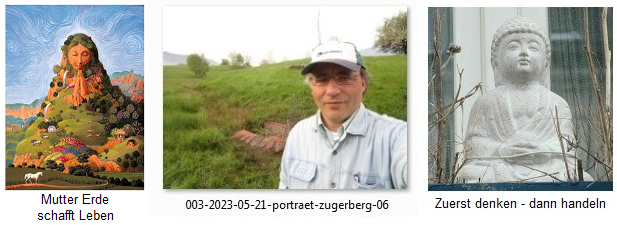 Mutter Erde
schafft Leben
003-2023-05-21-portraet-zugerberg-06
Zuerst denken - dann handeln